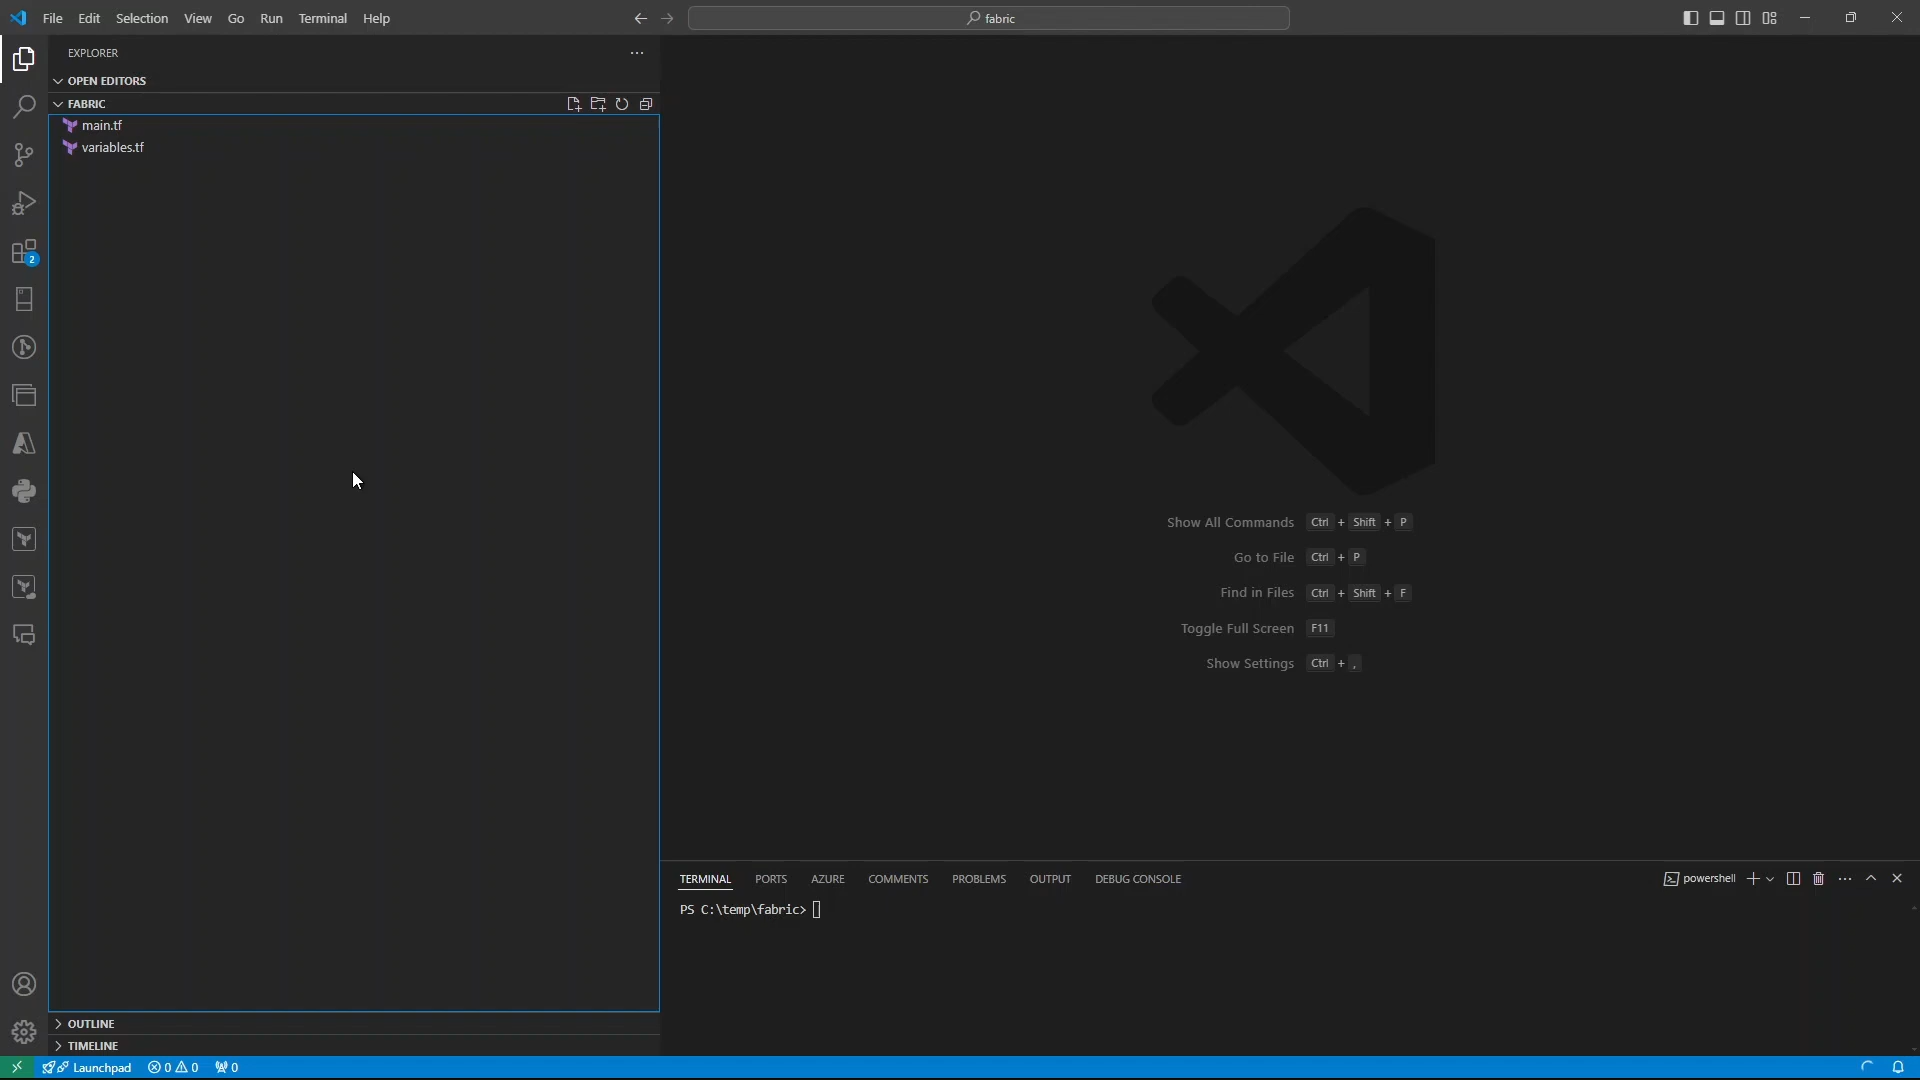 File Edit Selection View Go Run Terminal Help
fabric
EXPLORER
OPEN EDITORS
FABRIC
main.tf
variables.tf
2
Show All Commands Ctrl + Shift + P
Go to File Ctrl + P
Find in Files Ctrl + Shift + F
Toggle Full Screen F11
Show Settings Ctrl + ,
TERMINAL PORTS AZURE COMMENTS PROBLEMS OUTPUT DEBUG CONSOLE
powershell
PS C:\temp\fabric>
OUTLINE
TIMELINE
Launchpad 0 0 0